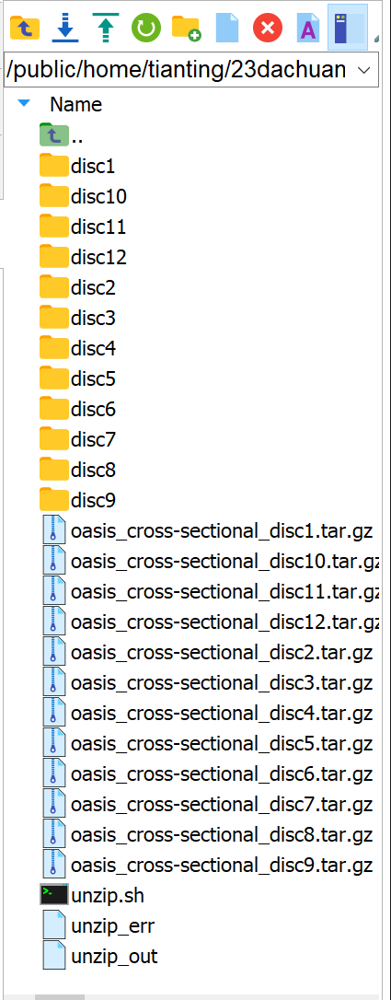 /public/home/tianting/23dachuan
Name
..
disc1
disc10
disc11
disc12
disc2
disc3
disc4
disc5
disc6
disc7
disc8
disc9
oasis_cross-sectional_disc1.tar.gz
oasis_cross-sectional_disc10.tar.gz
oasis_cross-sectional_disc11.tar.gz
oasis_cross-sectional_disc12.tar.gz
oasis_cross-sectional_disc2.tar.gz
oasis_cross-sectional_disc3.tar.gz
oasis_cross-sectional_disc4.tar.gz
oasis_cross-sectional_disc5.tar.gz
oasis_cross-sectional_disc6.tar.gz
oasis_cross-sectional_disc7.tar.gz
oasis_cross-sectional_disc8.tar.gz
oasis_cross-sectional_disc9.tar.gz
unzip.sh
unzip_err
unzip_out